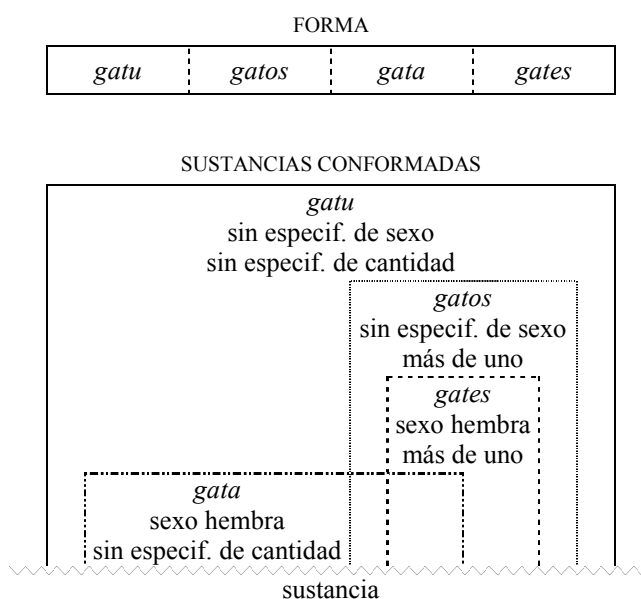 FORMA
gatu gatos gata gates
SUSTANCIAS CONFORMADAS
gatu
sin especif. de sexo
sin especif. de cantidad
gatos
sin especif. de sexo
más de uno
gates
sexo hembra
más de uno
gata
sexo hembra
sin especif. de cantidad
sustancia